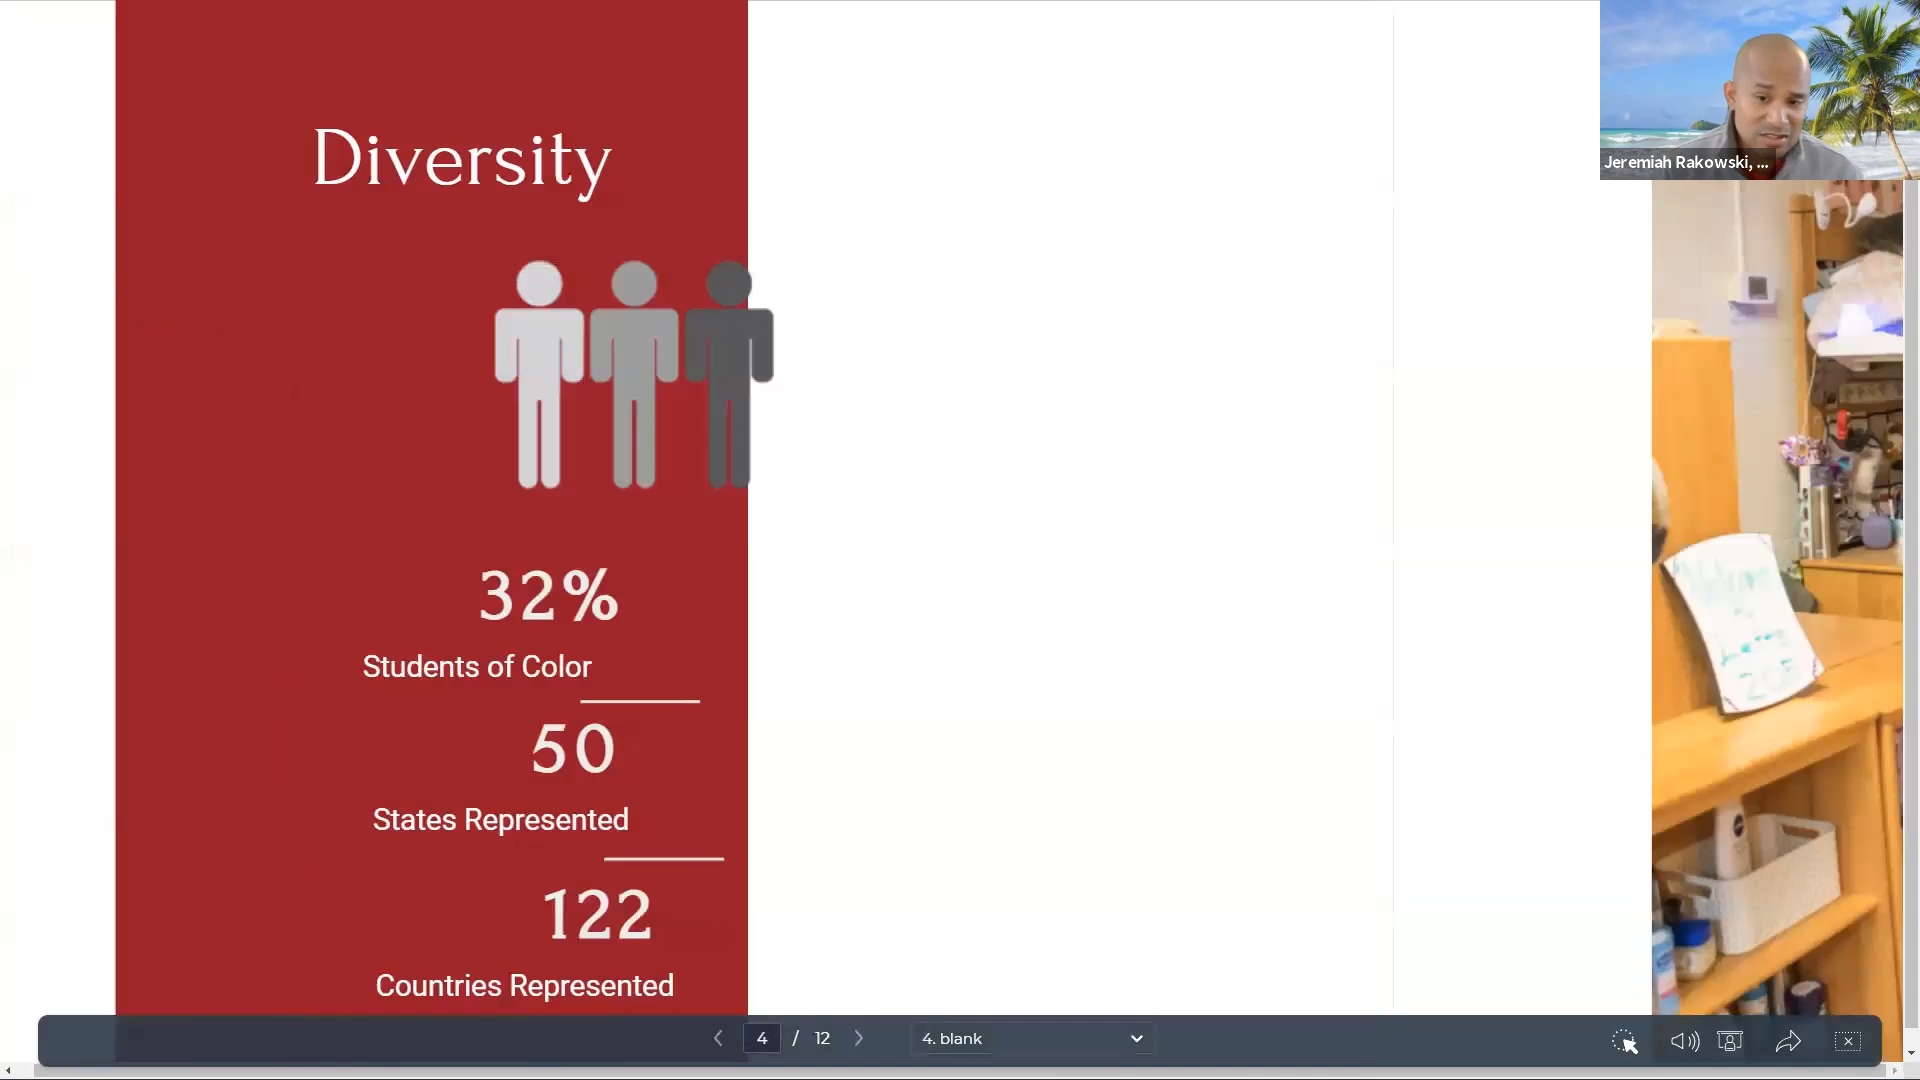 Diversity
Jeremiah Rakowski, ...
32%
Students of Color
50
States Represented
122
Countries Represented
4 / 12
4. blank